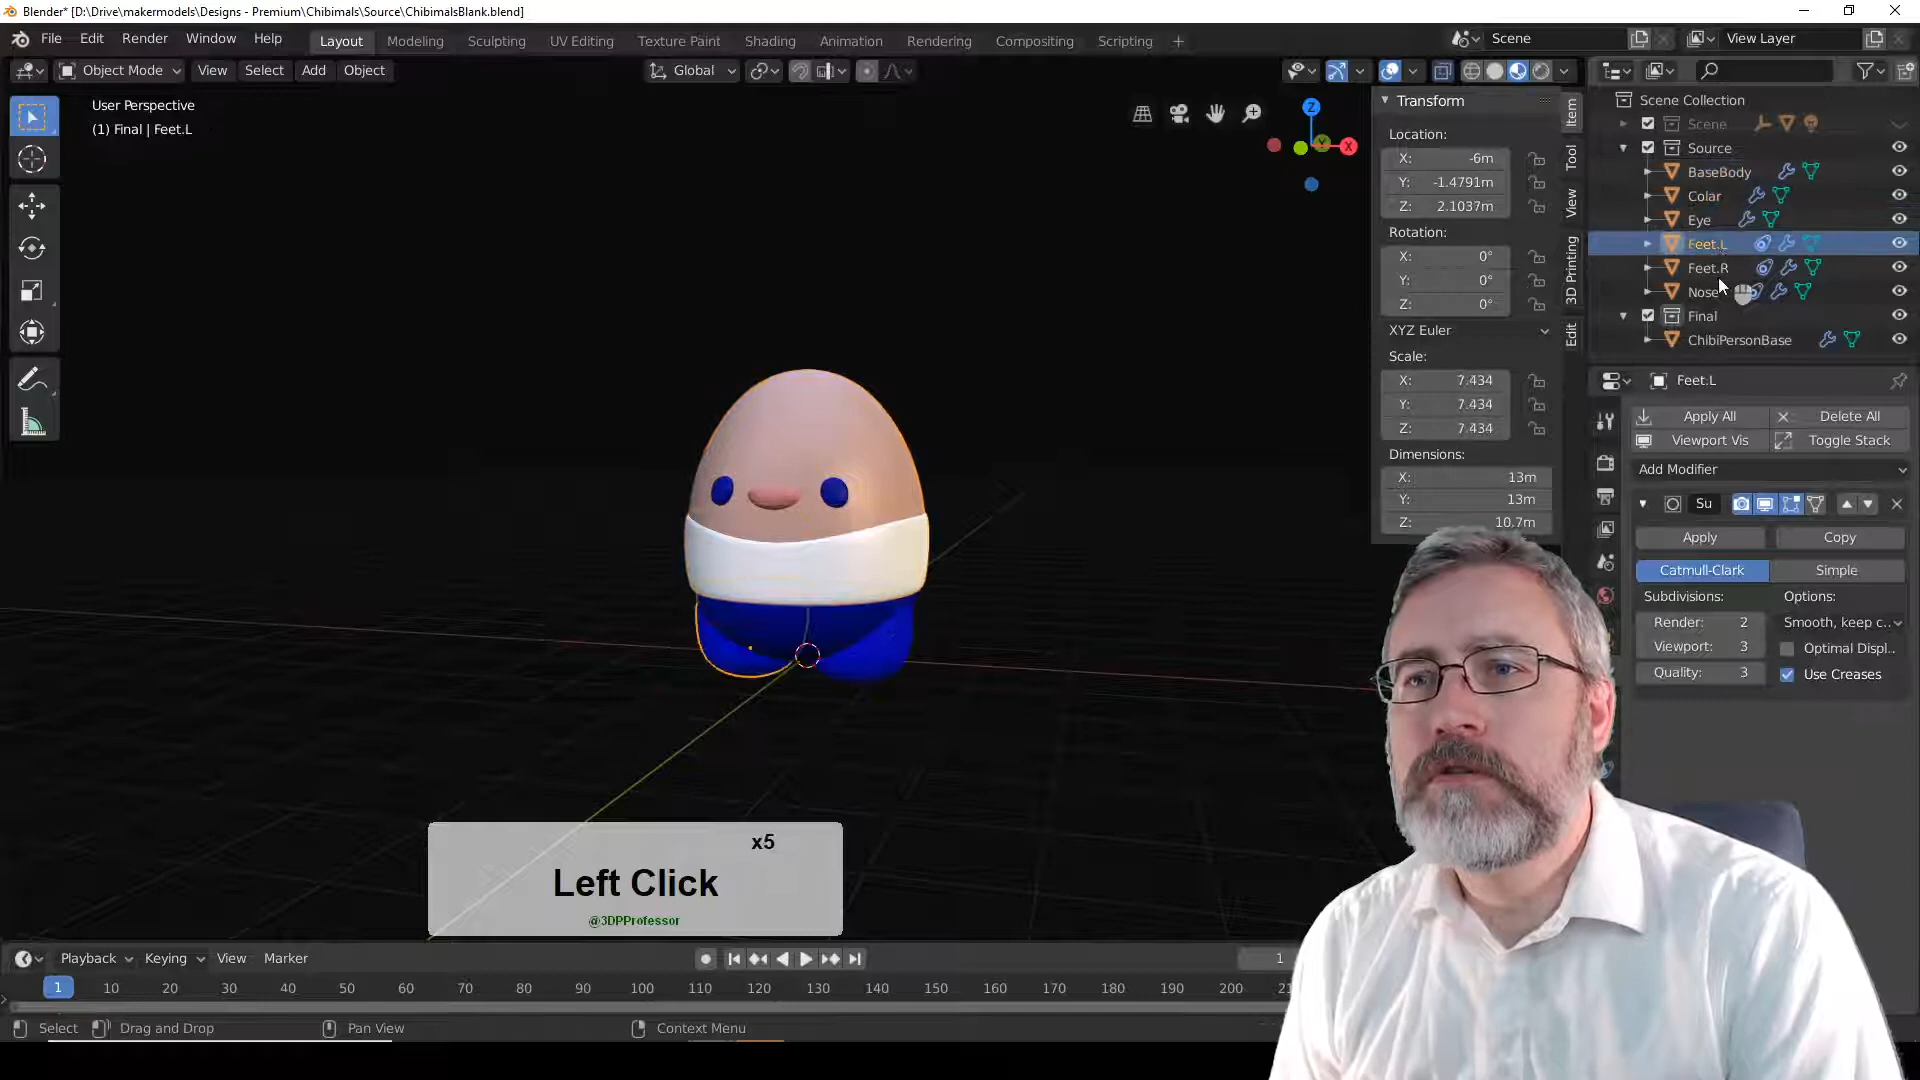 Blender* [D:\Drive\makermodels\Designs - Premium\Chibimals\Source\ChibimalsBlank.blend]
File Edit Render Window Help Layout Modeling Sculpting UV Editing Texture Paint Shading Animation Rendering Compositing Scripting + Scene View Layer
Object Mode View Select Add Object Global
User Perspective
(1) Final | Feet.L
Z
X
Y
Transform
Location:
X: -6m
Y: -1.4791m
Z: 2.1037m
Rotation:
X: 0°
Y: 0°
Z: 0°
XYZ Euler
Scale:
X: 7.434
Y: 7.434
Z: 7.434
Dimensions:
X: 13m
Y: 13m
Z: 10.7m
Item
Tool
View
3D Printing
Edit
Scene Collection
Scene
Source
BaseBody
Colar
Eye
Feet.L
Feet.R
Nose
Final
ChibiPersonBase
Feet.L
Apply All Delete All
Viewport Vis Toggle Stack
Add Modifier
Su
Apply Copy
Catmull-Clark Simple
Subdivisions: Options:
Render: 2 Smooth, keep c..
Viewport: 3 Optimal Displ..
Quality: 3 Use Creases
x5
Left Click
@3DPProfessor
Playback Keying View Marker 1
1 10 20 30 40 50 60 70 80 90 100 110 120 130 140 150 160 170 180 190 200 21
Select Drag and Drop Pan View Context Menu